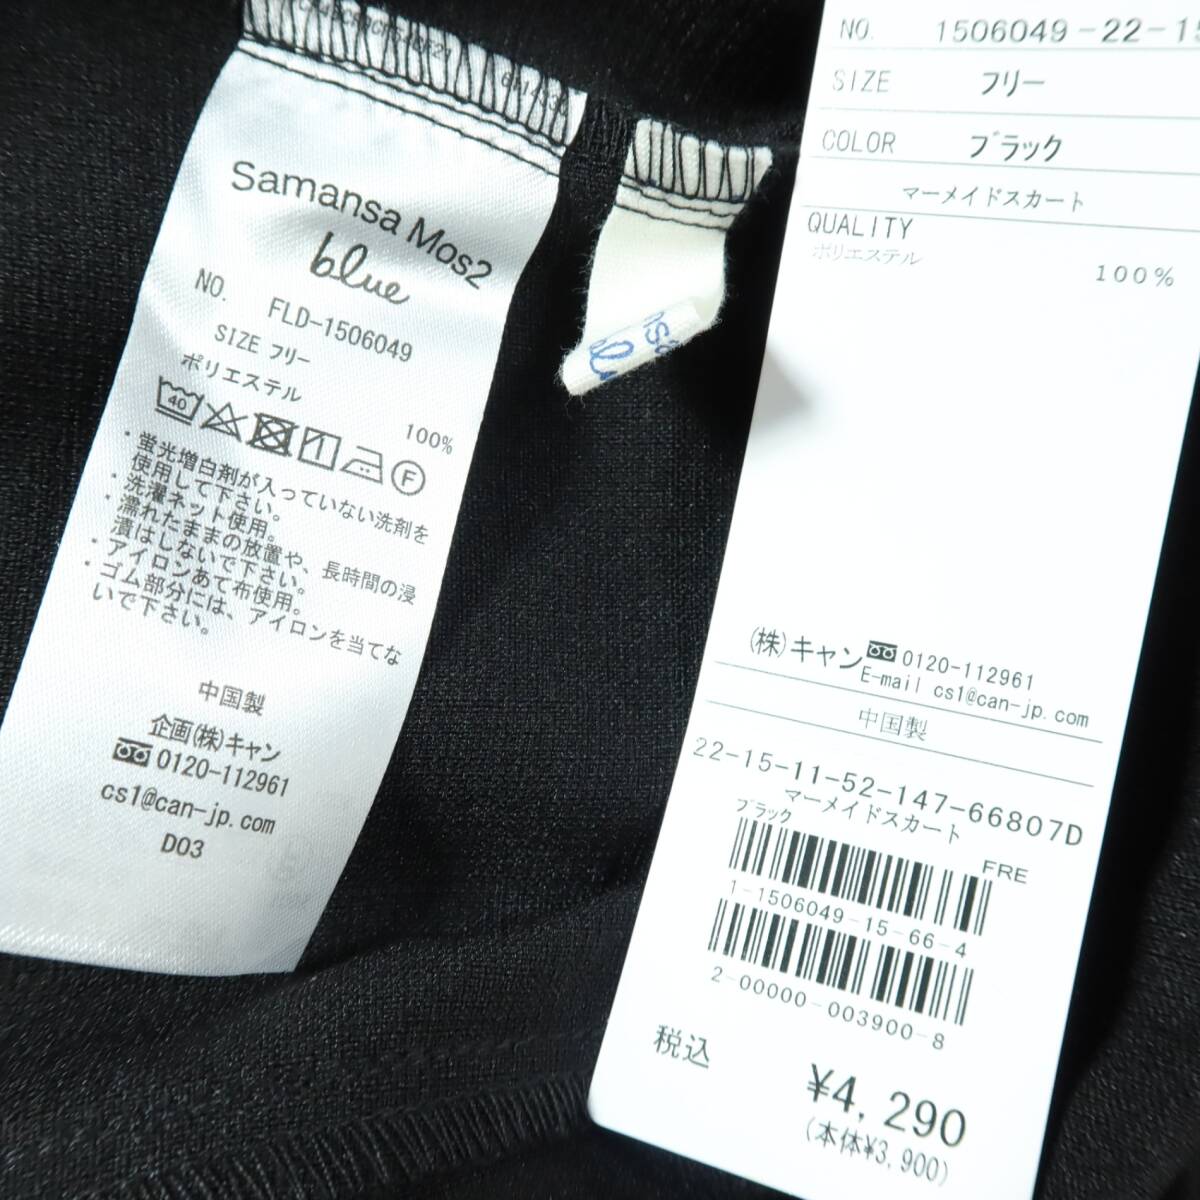 Samansa Mos2
blue
NO. FLD-1506049
SIZE フリー
ポリエステル
100%
40
F
・蛍光増白剤が入っていない洗剤を
使用して下さい。
・洗濯ネット使用。
・濡れたままの放置や、長時間の浸
漬はしないで下さい。
・アイロンあて布使用。
・ゴム部分には、アイロンを当てな
いで下さい。
中国製
企画(株)キャン
0120-112961
cs1@can-jp.com
D03
NO. 1506049-22-15
SIZE フリー
COLOR ブラック
マーメイドスカート
QUALITY
ポリエステル 100%
(株)キャン 0120-112961
E-mail cs1@can-jp.com
中国製
22-15-11-52-147-66807D
マーメイドスカート
ブラック
FRE
1-1506049-15-66-4
2-00000-003900-8
税込
¥4,290
(本体¥3,900)